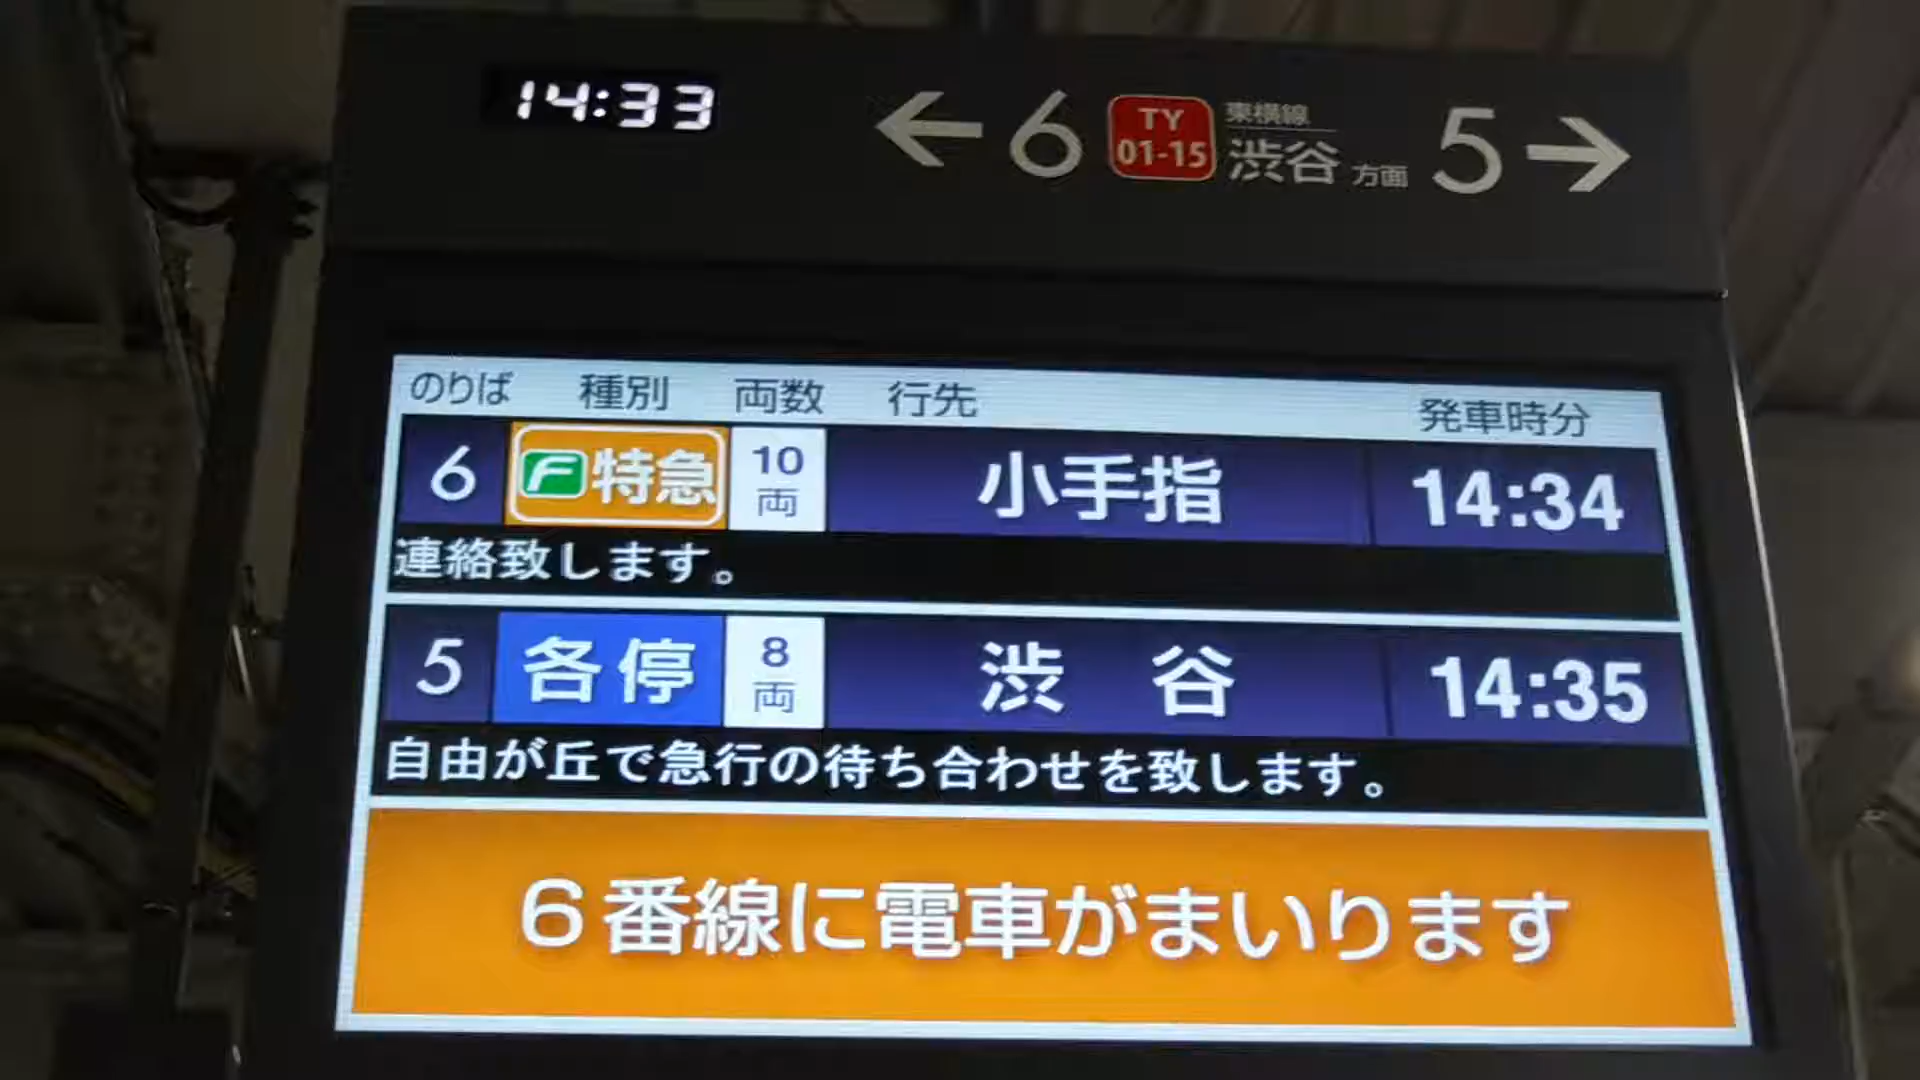 14:33
← 6 TY 01-15 東横線 渋谷 方面 5 →
のりば 種別 両数 行先 発車時分
6 F特急 10両 小手指 14:34
連絡致します。
5 各停 8両 渋谷 14:35
自由が丘で急行の待ち合わせを致します。
6番線に電車がまいります